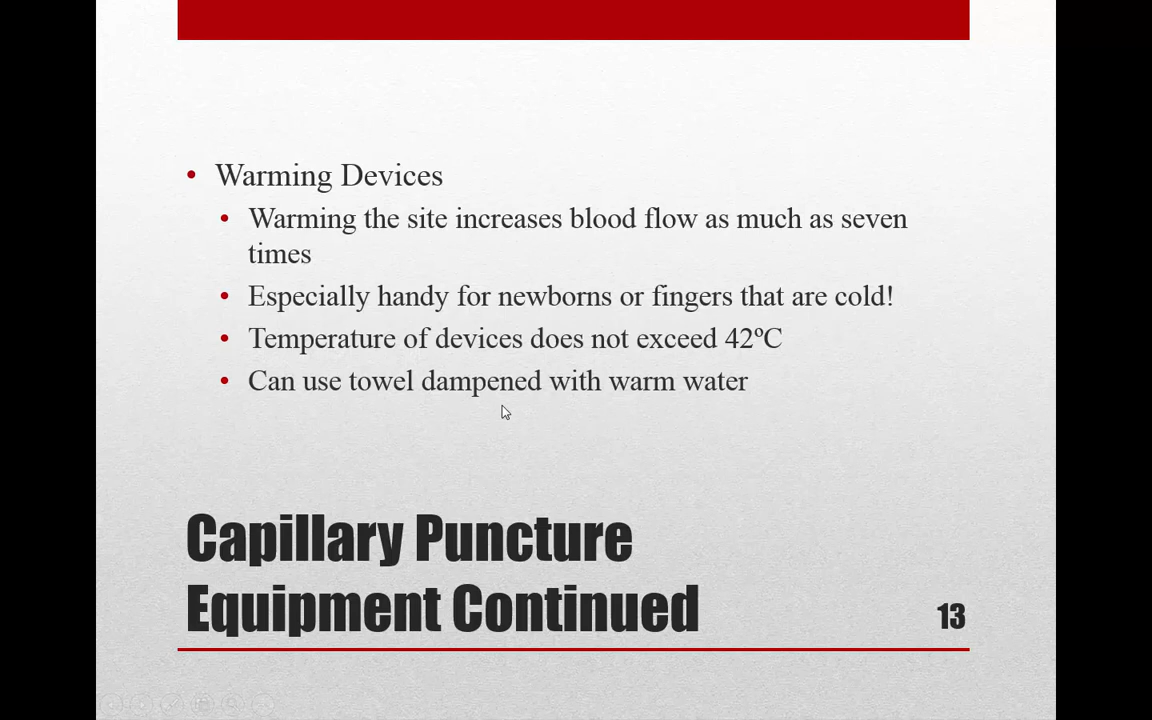 Warming Devices
Warming the site increases blood flow as much as seven
times
Especially handy for newborns or fingers that are cold!
Temperature of devices does not exceed 42ºC
Can use towel dampened with warm water
Capillary Puncture
Equipment Continued
13